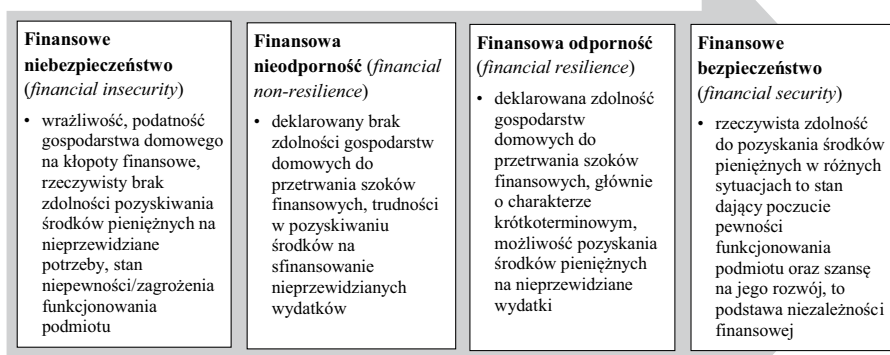 Finansowe
niebezpieczeństwo
(financial insecurity)
• wrażliwość, podatność
gospodarstwa domowego
na kłopoty finansowe,
rzeczywisty brak
zdolności pozyskiwania
środków pieniężnych na
nieprzewidziane
potrzeby, stan
niepewności/zagrożenia
funkcjonowania
podmiotu
Finansowa
nieodporność (financial
non-resilience)
• deklarowany brak
zdolności gospodarstw
domowych do
przetrwania szoków
finansowych, trudności
w pozyskiwaniu
środków na
sfinansowanie
nieprzewidzianych
wydatków
Finansowa odporność
(financial resilience)
• deklarowana zdolność
gospodarstw
domowych do
przetrwania szoków
finansowych, głównie
o charakterze
krótkoterminowym,
możliwość pozyskania
środków pieniężnych
na nieprzewidziane
wydatki
Finansowe
bezpieczeństwo
(financial security)
• rzeczywista zdolność
do pozyskania środków
pieniężnych w różnych
sytuacjach to stan
dający poczucie
pewności
funkcjonowania
podmiotu oraz szansę
na jego rozwój, to
podstawa niezależności
finansowej